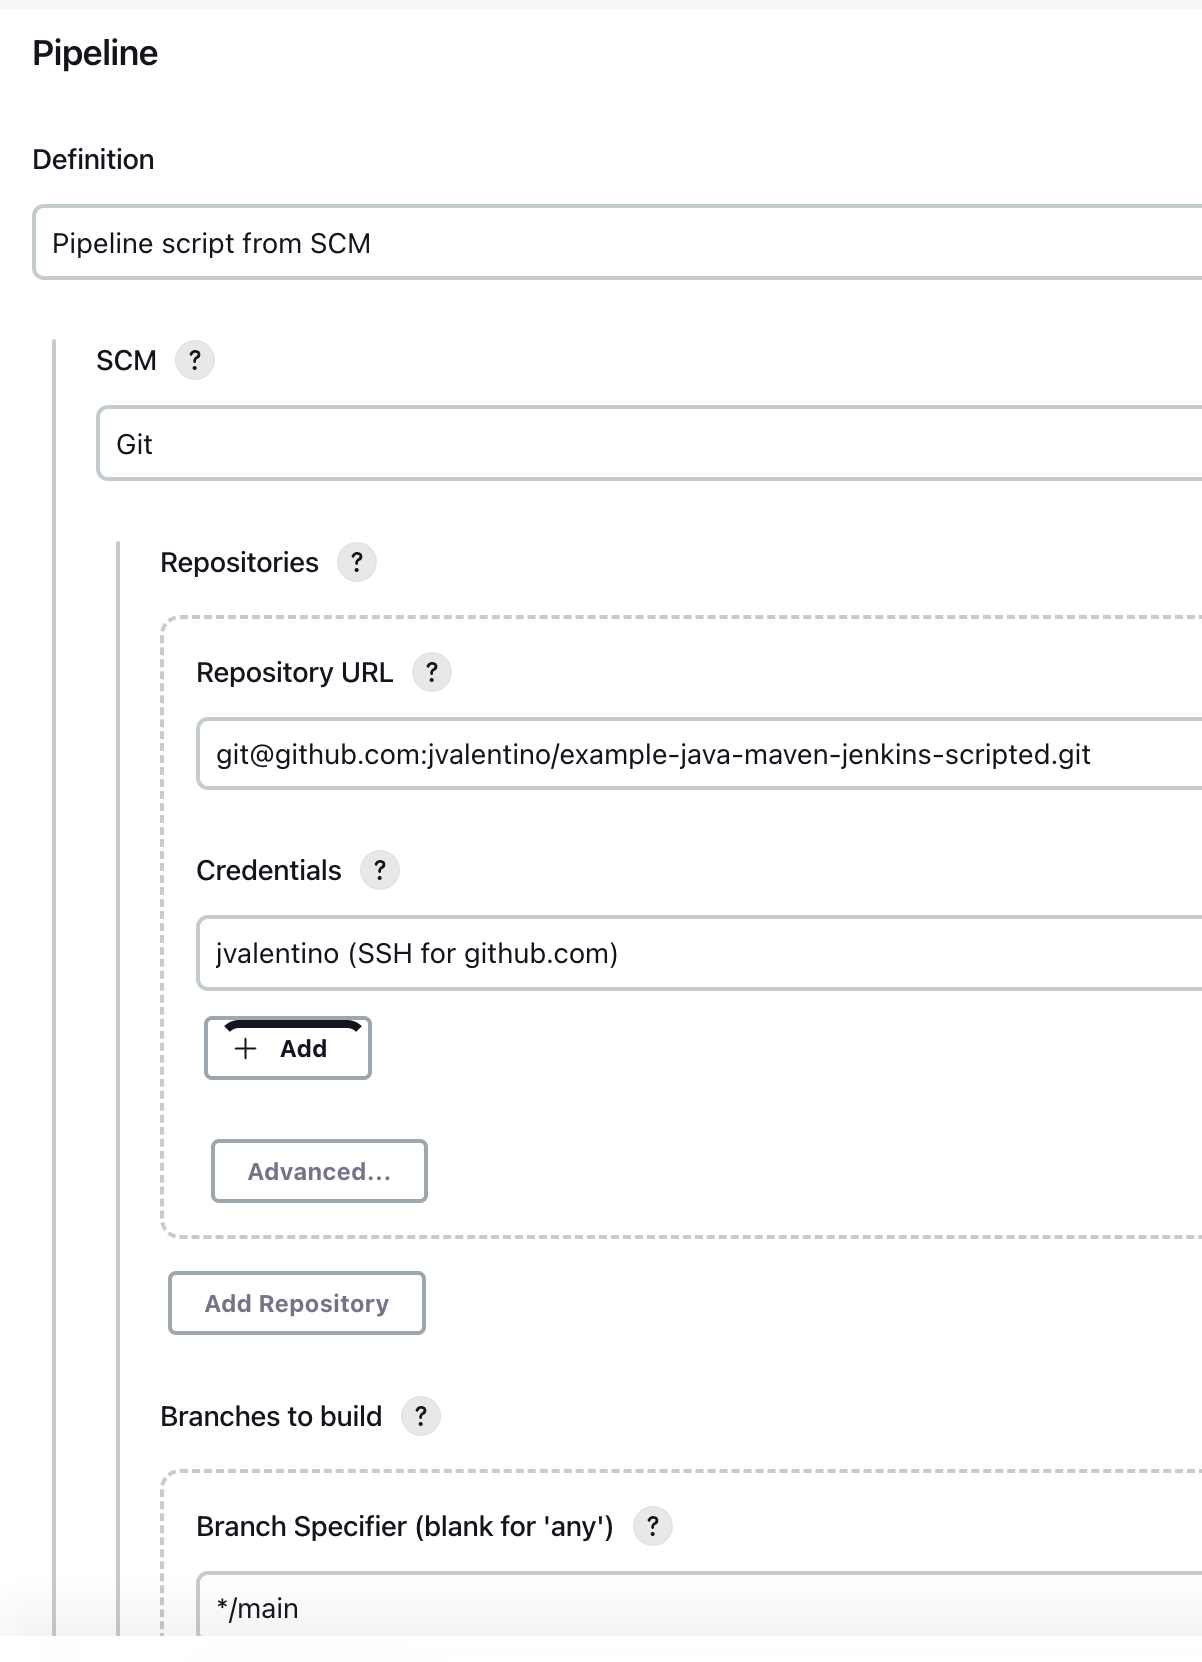 Pipeline
Definition
Pipeline script from SCM
SCM ?
Git
Repositories ?
Repository URL ?
git@github.com:jvalentino/example-java-maven-jenkins-scripted.git
Credentials ?
jvalentino (SSH for github.com)
+ Add
Advanced...
Add Repository
Branches to build ?
Branch Specifier (blank for 'any') ?
*/main